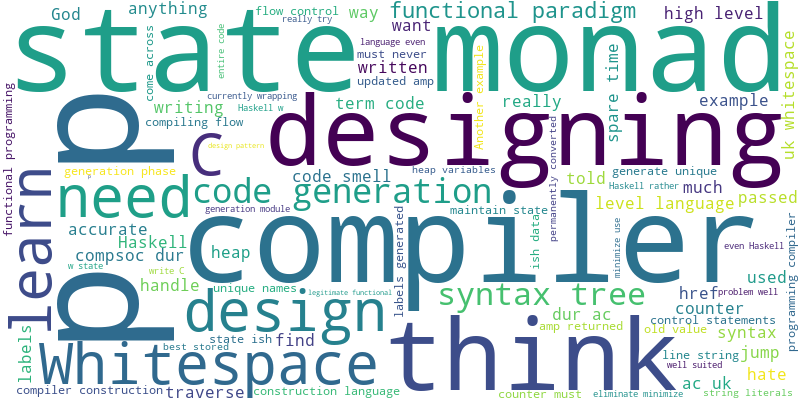 God
anything
flow control
really try
way
functional paradigm
want
high level
state monad
come across
entire code
language even
must never
written
updated amp
Another example
spare time
uk whitespace
functional programming
currently wrapping
Haskell w
writing
compiling flow
term code
really
example
p
C
designing
design pattern
generation phase
learn
need
code smell
code generation
heap variables
told
generate unique
Haskell rather
much
passed
level language
generation module
maintain state
permanently converted
accurate
Haskell
compsoc dur
w state
write C
handle
heap
compiler
unique names
legitimate functional
labels generated
ish data
minimize use
even Haskell
programming compiler
p
design
syntax tree
href
problem well
used
counter
dur ac
amp returned
control statements
old value
syntax
labels
best stored
state ish
find
Whitespace
think
line string
well suited
jump
hate
compiler construction
traverse
construction language
counter must
eliminate minimize
ac uk
string literals